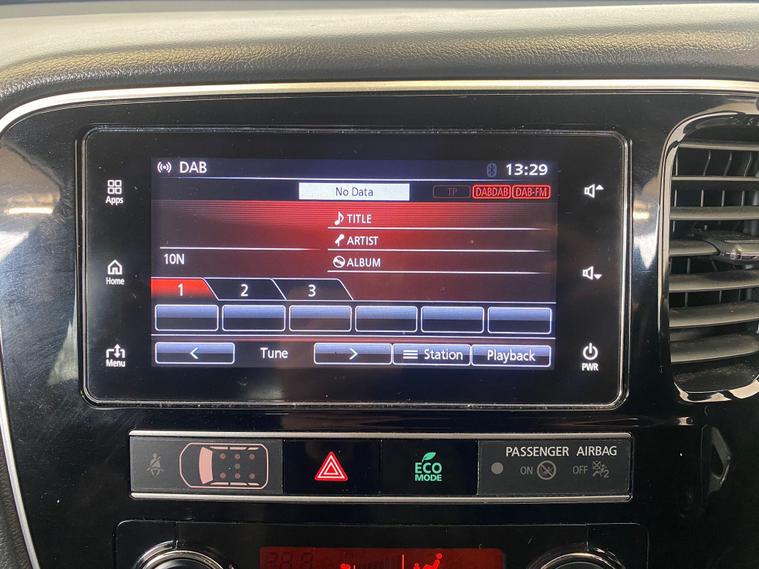 DAB
13:29
No Data
TP
DABDAB
DAB-FM
TITLE
ARTIST
10N
ALBUM
1
2
3
<
Tune
>
Station
Playback
Apps
Home
Menu
PWR
ECO
MODE
PASSENGER AIRBAG
ON
OFF
2